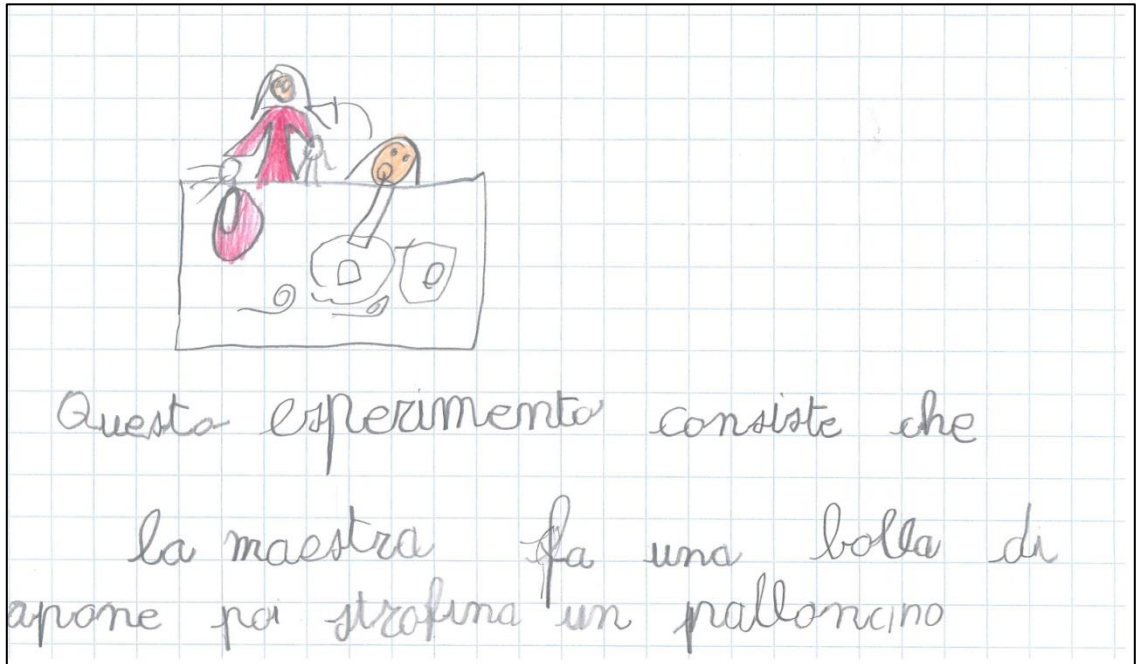 Questo esperimento consiste che
la maestra fa una bolla di
apone poi strofina un palloncino